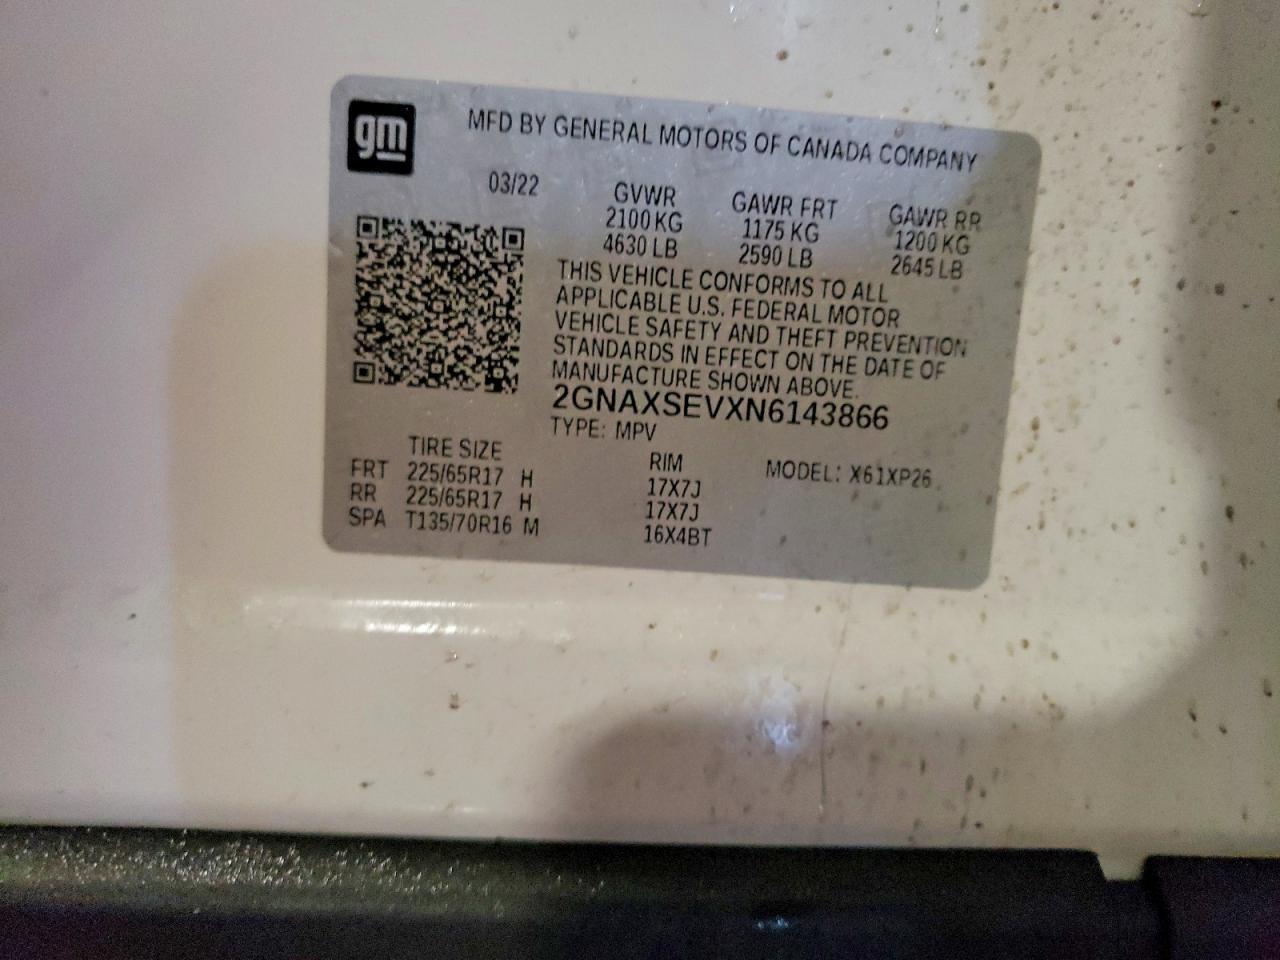 gm
MFD BY GENERAL MOTORS OF CANADA COMPANY
03/22
GVWR GAWR FRT GAWR RR
2100 KG 1175 KG 1200 KG
4630 LB 2590 LB 2645 LB
THIS VEHICLE CONFORMS TO ALL
APPLICABLE U.S. FEDERAL MOTOR
VEHICLE SAFETY AND THEFT PREVENTION
STANDARDS IN EFFECT ON THE DATE OF
MANUFACTURE SHOWN ABOVE.
2GNAXSEVXN6143866
TYPE: MPV
TIRE SIZE RIM MODEL: X61XP26
FRT 225/65R17 H 17X7J
RR 225/65R17 H 17X7J
SPA T135/70R16 M 16X4BT